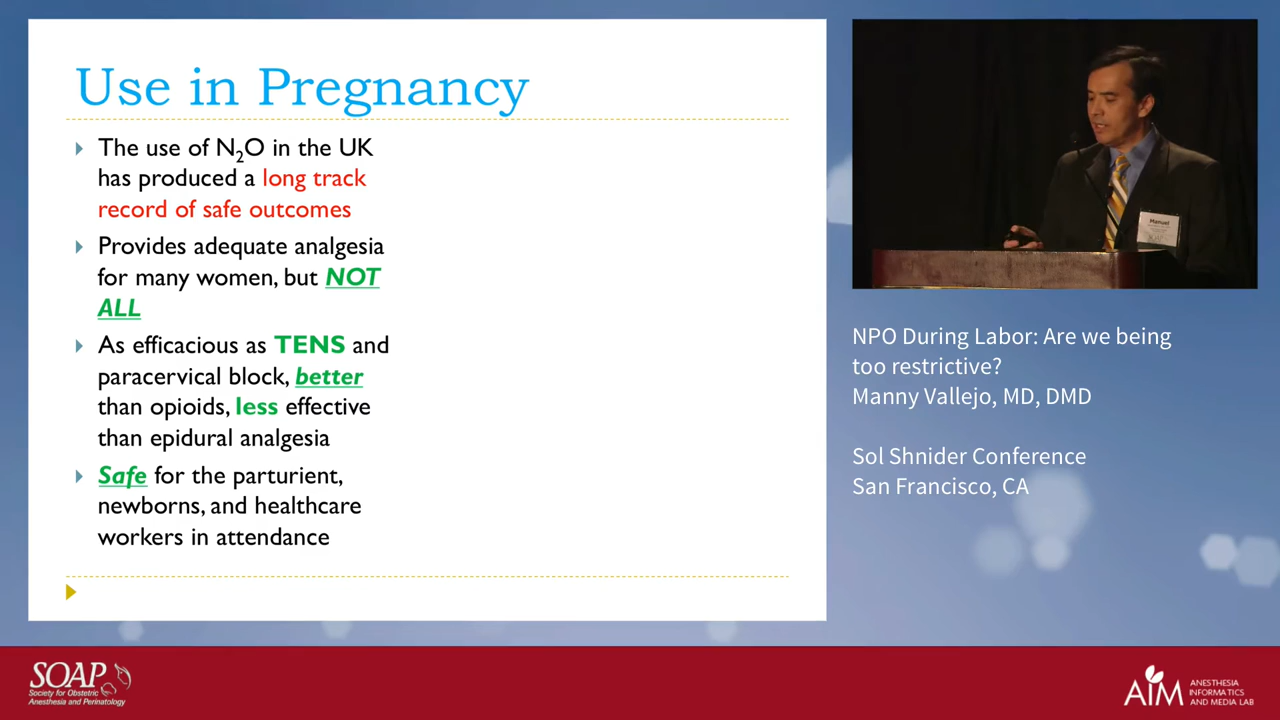 Use in Pregnancy
The use of N₂O in the UK
has produced a long track
record of safe outcomes
Provides adequate analgesia
for many women, but NOT
ALL
As efficacious as TENS and
paracervical block, better
than opioids, less effective
than epidural analgesia
Safe for the parturient,
newborns, and healthcare
workers in attendance
Manuel
NPO During Labor: Are we being
too restrictive?
Manny Vallejo, MD, DMD
Sol Shnider Conference
San Francisco, CA
SOAP
Society for Obstetric
Anesthesia and Perinatology
AIM
ANESTHESIA
INFORMATICS
AND MEDIA LAB